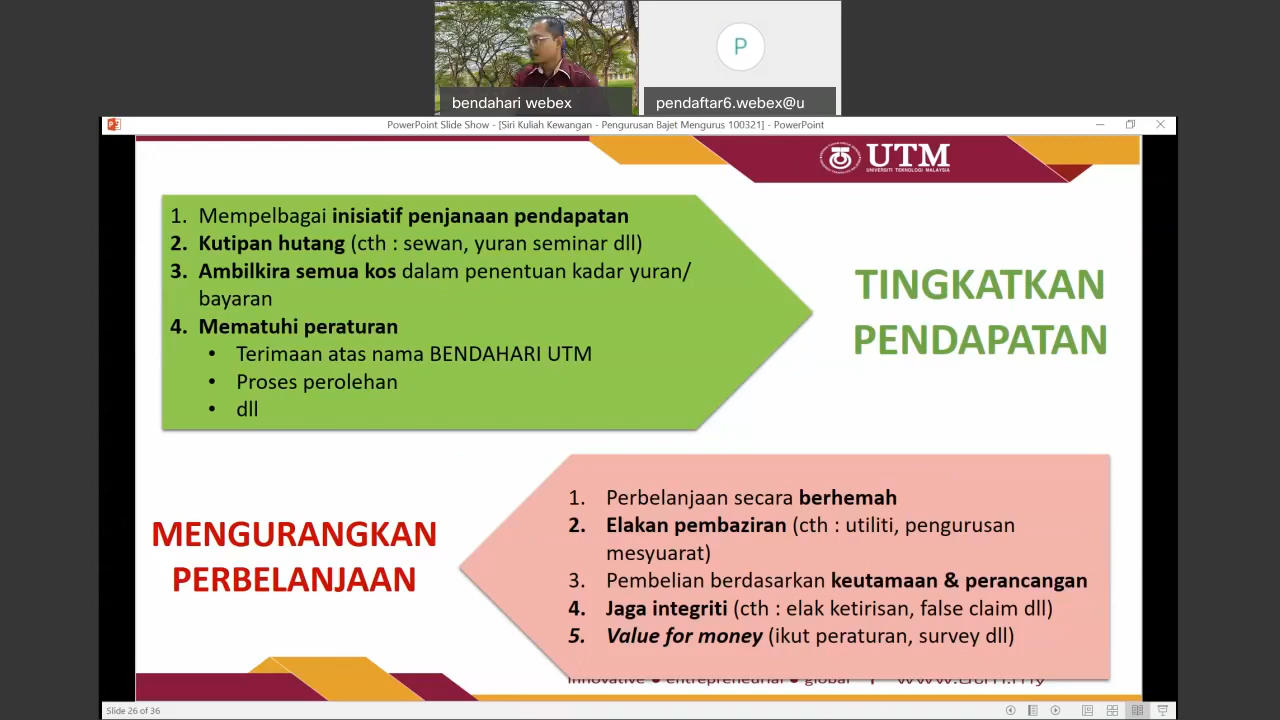 bendahari webex
P
pendaftar6.webex@u
PowerPoint Slide Show - [Siri Kuliah Kewangan - Pengurusan Bajet Mengurus 100321] - PowerPoint
UTM
UNIVERSITI TEKNOLOGI MALAYSIA
1. Mempelbagai inisiatif penjanaan pendapatan
2. Kutipan hutang (cth : sewan, yuran seminar dll)
3. Ambilkira semua kos dalam penentuan kadar yuran/
bayaran
4. Mematuhi peraturan
• Terimaan atas nama BENDAHARI UTM
• Proses perolehan
• dll
TINGKATKAN
PENDAPATAN
MENGURANGKAN
PERBELANJAAN
1. Perbelanjaan secara berhemah
2. Elakan pembaziran (cth : utiliti, pengurusan
mesyuarat)
3. Pembelian berdasarkan keutamaan & perancangan
4. Jaga integriti (cth : elak ketirisan, false claim dll)
5. Value for money (ikut peraturan, survey dll)
innovative ● entrepreneurial ● global | www.utm.my
Slide 26 of 36